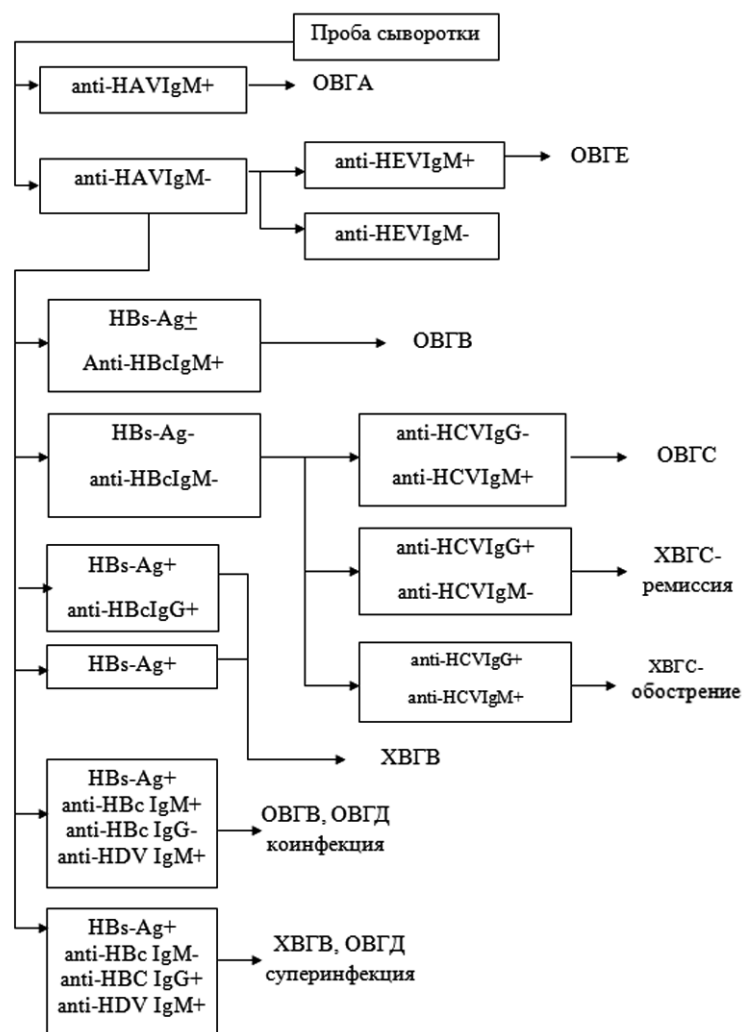 Проба сыворотки
anti-HAVIgM+
ОВГА
anti-HAVIgM-
anti-HEVIgM+
ОВГЕ
anti-HEVIgM-
HBs-Ag±
Anti-HBcIgM+
ОВГВ
HBs-Ag-
anti-HBcIgM-
anti-HCVIgG-
anti-HCVIgM+
ОВГС
anti-HCVIgG+
anti-HCVIgM-
ХВГС-
ремиссия
HBs-Ag+
anti-HBcIgG+
HBs-Ag+
anti-HCVIgG+
anti-HCVIgM+
ХВГС-
обострение
ХВГВ
HBs-Ag+
anti-HBc IgM+
anti-HBc IgG-
anti-HDV IgM+
ОВГВ, ОВГД
коинфекция
HBs-Ag+
anti-HBc IgM-
anti-HBC IgG+
anti-HDV IgM+
ХВГВ, ОВГД
суперинфекция